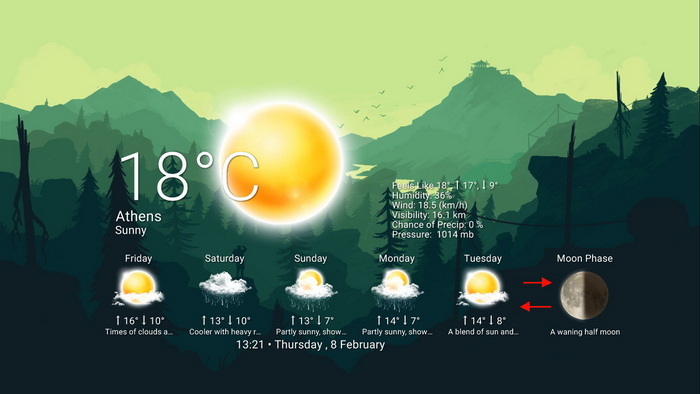 18°C
Athens
Sunny
Feels Like 18°, ↑ 17°, ↓ 9°
Humidity: 36%
Wind: 18.5 (km/h)
Visibility: 16.1 km
Chance of Precip: 0 %
Pressure: 1014 mb
Friday Saturday Sunday Monday Tuesday Moon Phase
↑ 16° ↓ 10° ↑ 13° ↓ 10° ↑ 13° ↓ 7° ↑ 14° ↓ 7° ↑ 14° ↓ 8°
Times of clouds a... Cooler with heavy r... Partly sunny, show... Partly sunny, show... A blend of sun and... A waning half moon
13:21 • Thursday , 8 February